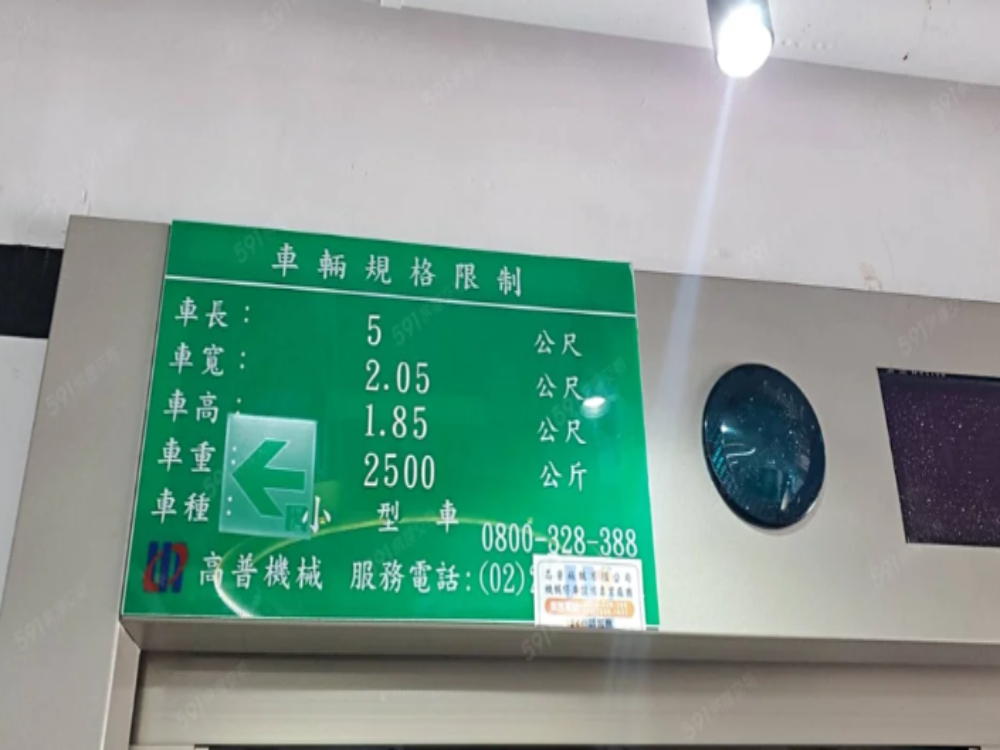 車輛規格限制
車長： 5 公尺
車寬： 2.05 公尺
車高： 1.85 公尺
車重： 2500 公斤
車種： 小型車
0800-328-388
高普機械 服務電話:(02)